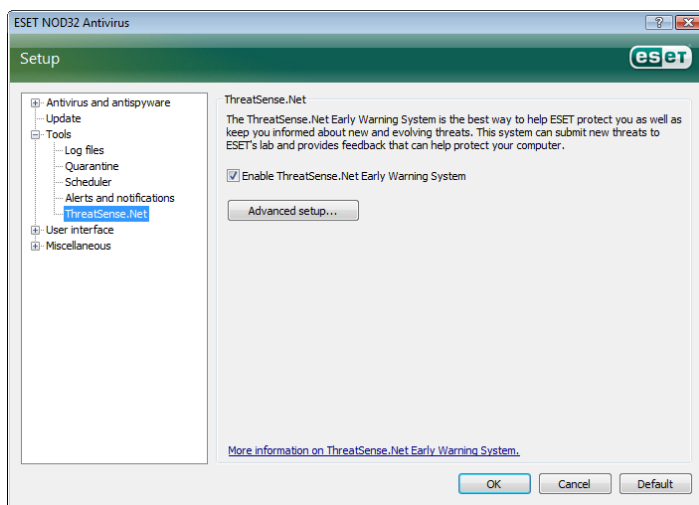 ESET NOD32 Antivirus
Setup
eseT
Antivirus and antispyware
Update
Tools
Log files
Quarantine
Scheduler
Alerts and notifications
ThreatSense.Net
User interface
Miscellaneous
ThreatSense.Net
The ThreatSense.Net Early Warning System is the best way to help ESET protect you as well as
keep you informed about new and evolving threats. This system can submit new threats to
ESET's lab and provides feedback that can help protect your computer.
Enable ThreatSense.Net Early Warning System
Advanced setup...
More information on ThreatSense.Net Early Warning System.
OK
Cancel
Default